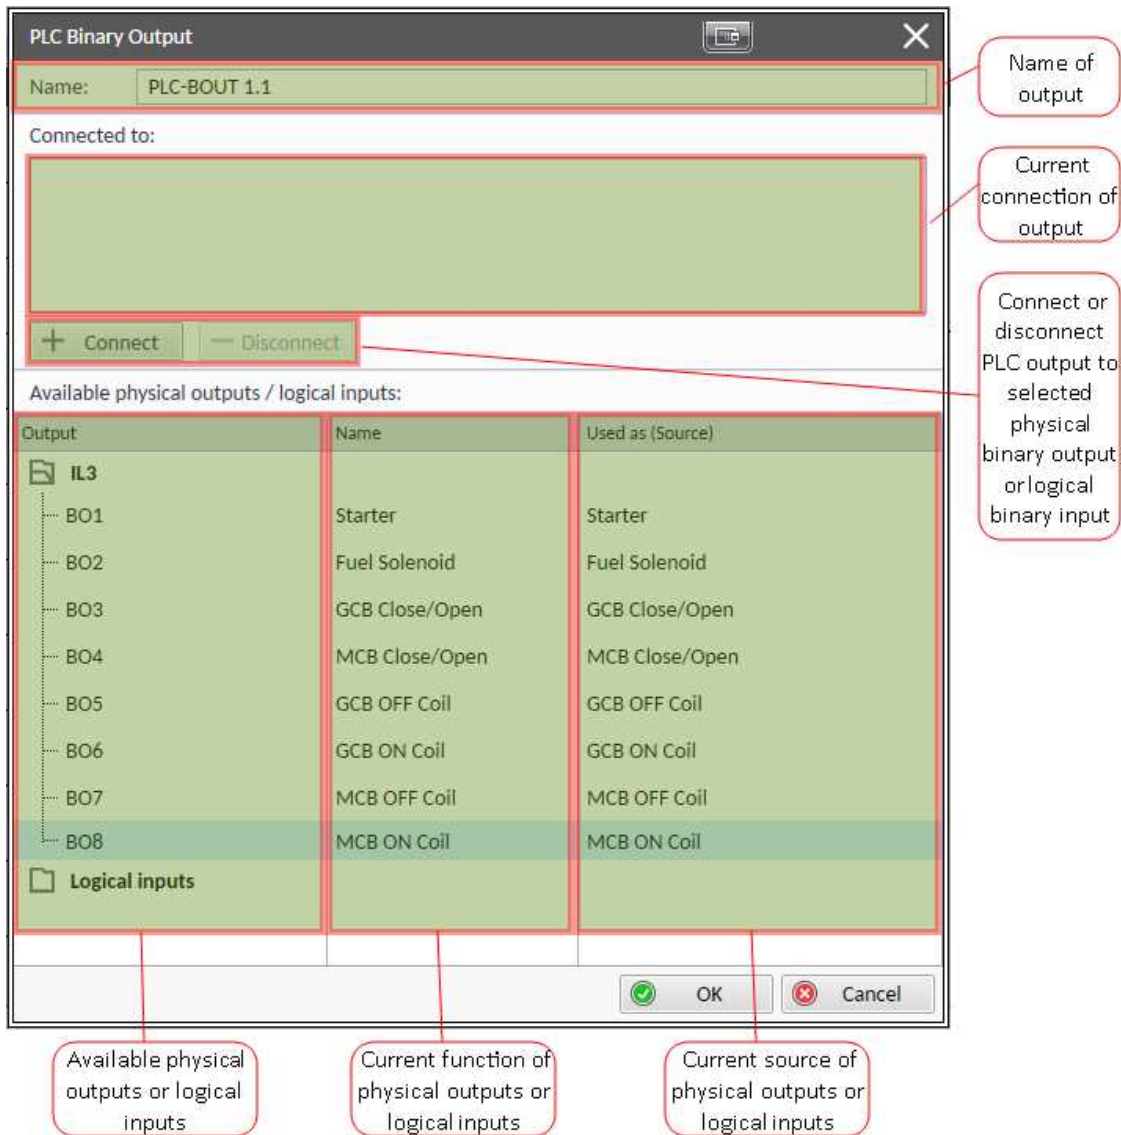 PLC Binary Output
Name: PLC-BOUT 1.1
Name of
output
Connected to:
Current
connection of
output
Connect Disconnect
Connect or
disconnect
PLC output to
selected
physical
binary output
or logical
binary input
Available physical outputs / logical inputs:
Output Name Used as (Source)
IL3
BO1 Starter Starter
BO2 Fuel Solenoid Fuel Solenoid
BO3 GCB Close/Open GCB Close/Open
BO4 MCB Close/Open MCB Close/Open
BO5 GCB OFF Coil GCB OFF Coil
BO6 GCB ON Coil GCB ON Coil
BO7 MCB OFF Coil MCB OFF Coil
BO8 MCB ON Coil MCB ON Coil
Logical inputs
OK Cancel
Available physical
outputs or logical
inputs
Current function of
physical outputs or
logical inputs
Current source of
physical outputs or
logical inputs